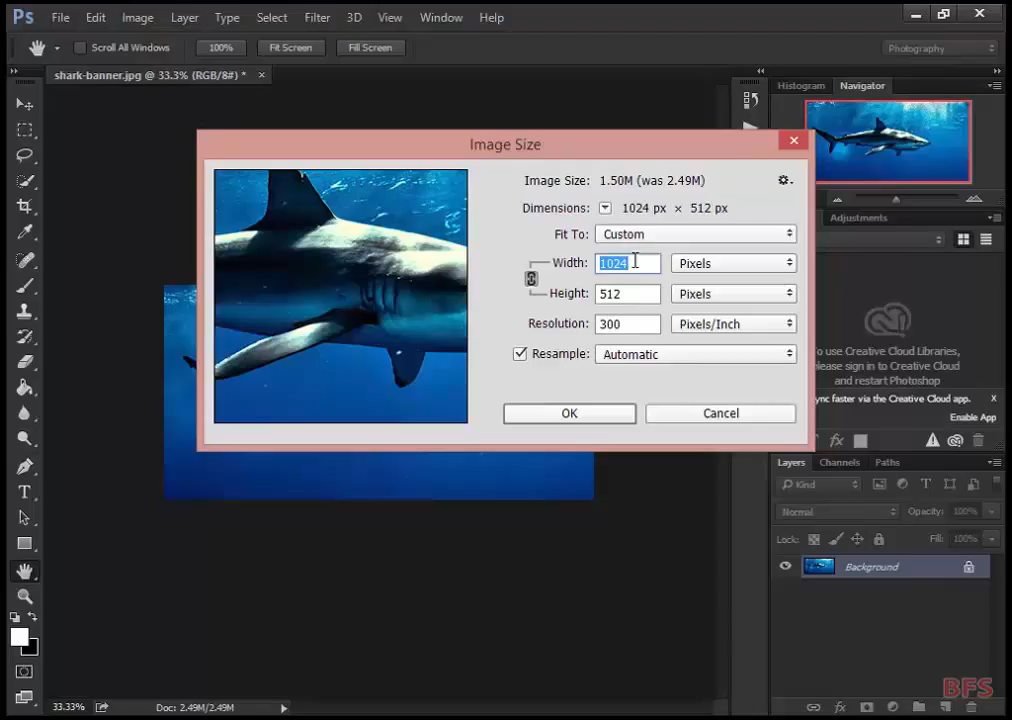 Ps File Edit Image Layer Type Select Filter 3D View Window Help
Scroll All Windows 100% Fit Screen Fill Screen Photography
shark-banner.jpg @ 33.3% (RGB/8#) * ×
Histogram Navigator
Image Size
Image Size: 1.50M (was 2.49M)
Dimensions: 1024 px × 512 px
Fit To: Custom
Width: 1024 Pixels
Height: 512 Pixels
Resolution: 300 Pixels/Inch
Resample: Automatic
OK Cancel
Adjustments
To use Creative Cloud Libraries,
please sign in to Creative Cloud
and restart Photoshop
Sync faster via the Creative Cloud app. X
Enable App
fx
Layers Channels Paths
Kind T
Normal Opacity: 100%
Lock: Fill: 100%
Background
T
BFS
33.33% Doc: 2.49M/2.49M
fx